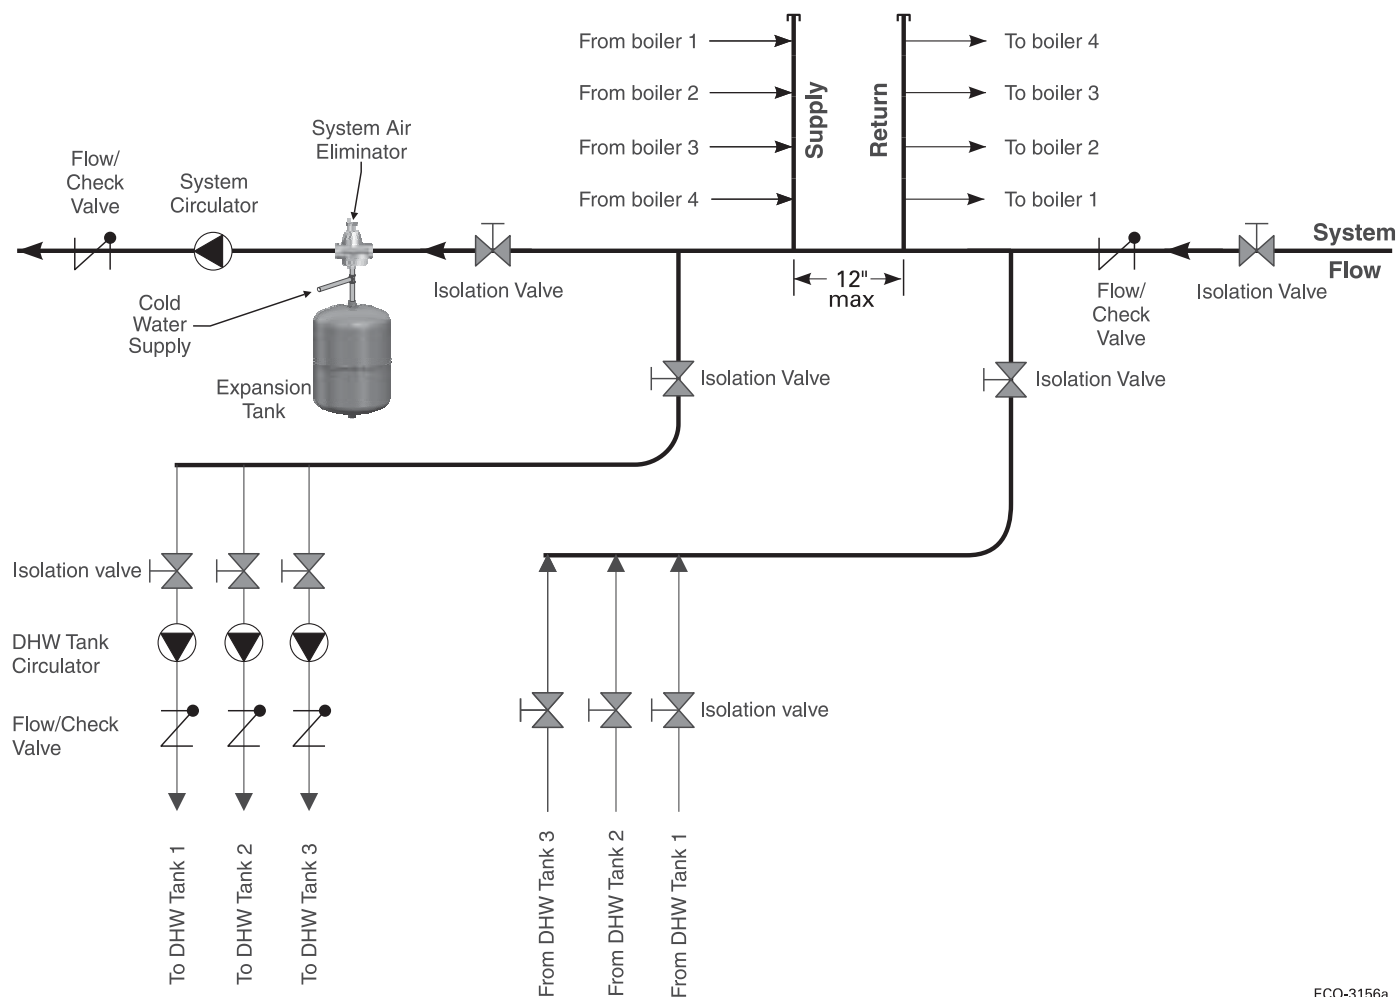 From boiler 1
From boiler 2
From boiler 3
From boiler 4
Supply
Return
To boiler 4
To boiler 3
To boiler 2
To boiler 1
System Air
Eliminator
Flow/
Check
Valve
System
Circulator
System
Flow
12"
max
Isolation Valve
Flow/
Check
Valve
Isolation Valve
Cold
Water
Supply
Expansion
Tank
Isolation Valve
Isolation Valve
Isolation valve
DHW Tank
Circulator
Flow/Check
Valve
Isolation valve
To DHW Tank 1
To DHW Tank 2
To DHW Tank 3
From DHW Tank 3
From DHW Tank 2
From DHW Tank 1
ECO-3156a